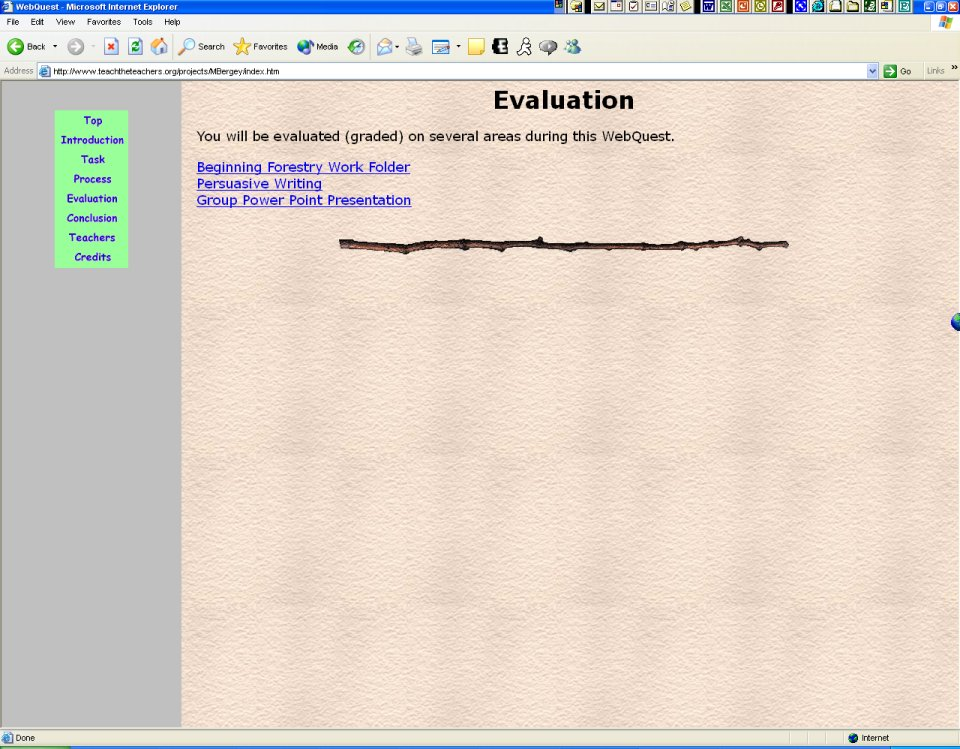 WebQuest - Microsoft Internet Explorer
File Edit View Favorites Tools Help
Back Search Favorites Media
Address http://www.teachtheteachers.org/projects/MBergey/index.htm Go Links »
Top
Introduction
Task
Process
Evaluation
Conclusion
Teachers
Credits
Evaluation
You will be evaluated (graded) on several areas during this WebQuest.
Beginning Forestry Work Folder
Persuasive Writing
Group Power Point Presentation
Done Internet